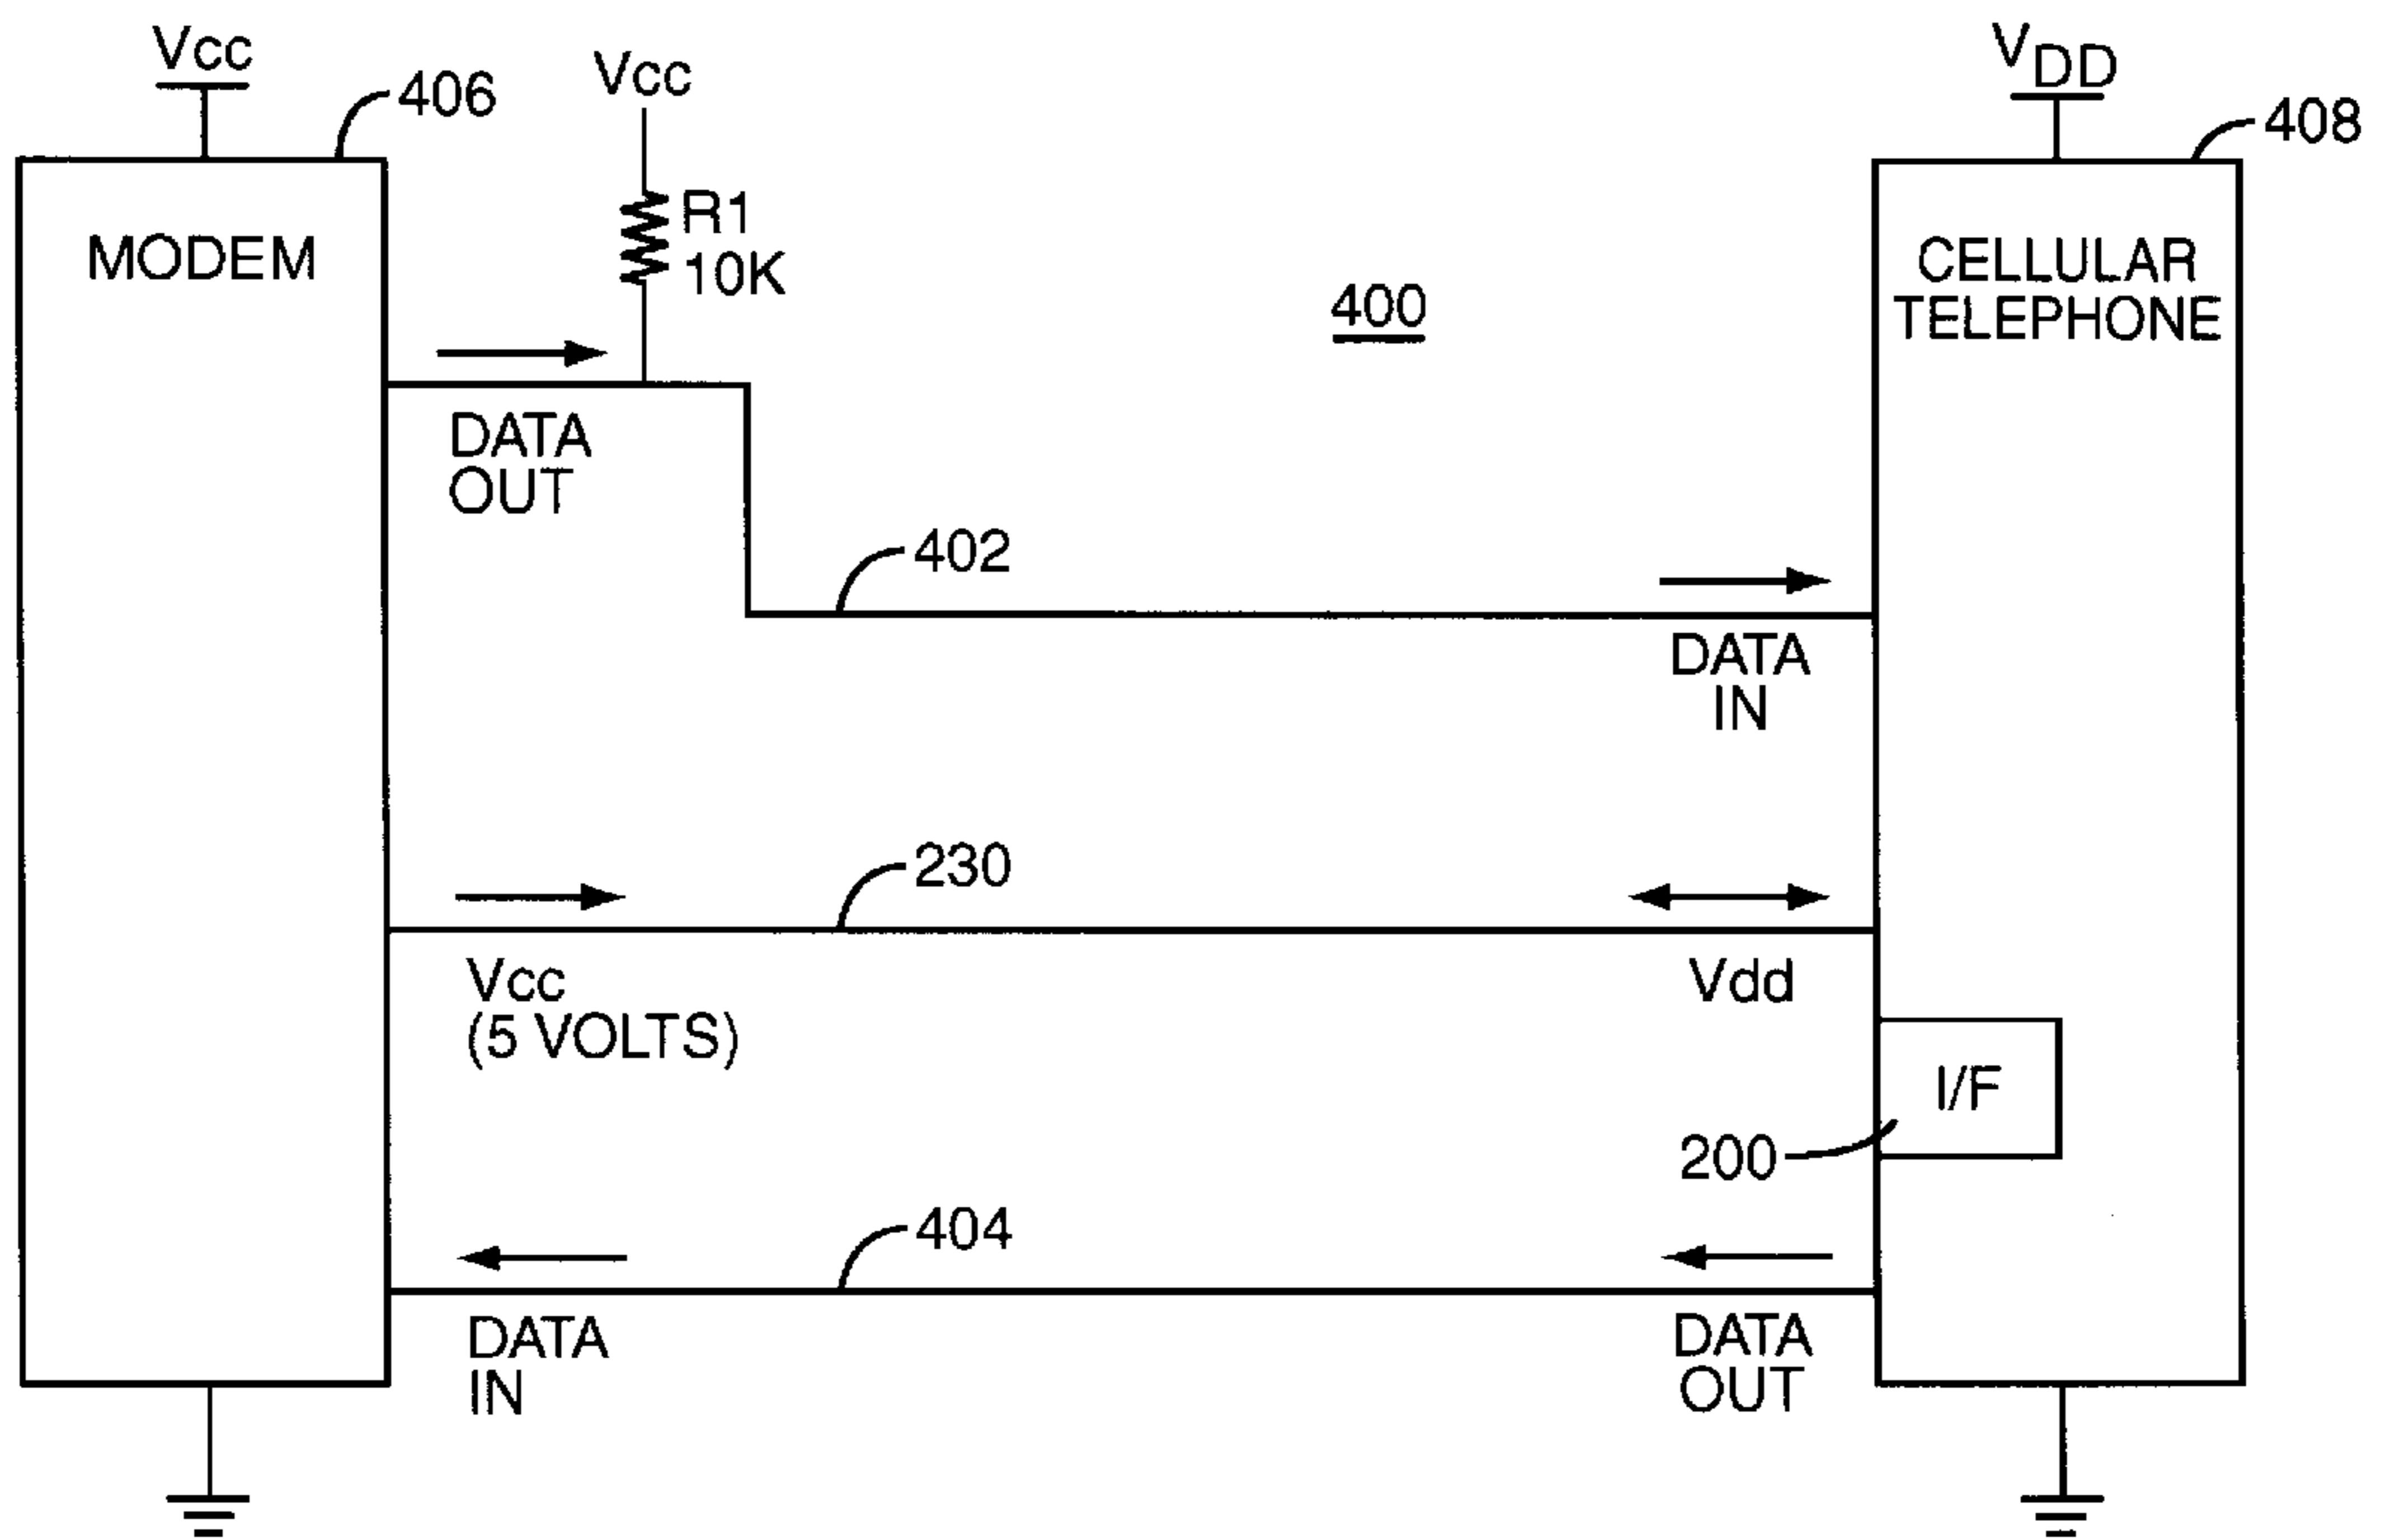 Vcc
406
Vcc
VDD
408
R1
10K
MODEM
400
CELLULAR
TELEPHONE
DATA
OUT
402
DATA
IN
230
Vcc
(5 VOLTS)
Vdd
I/F
200
404
DATA
IN
DATA
OUT